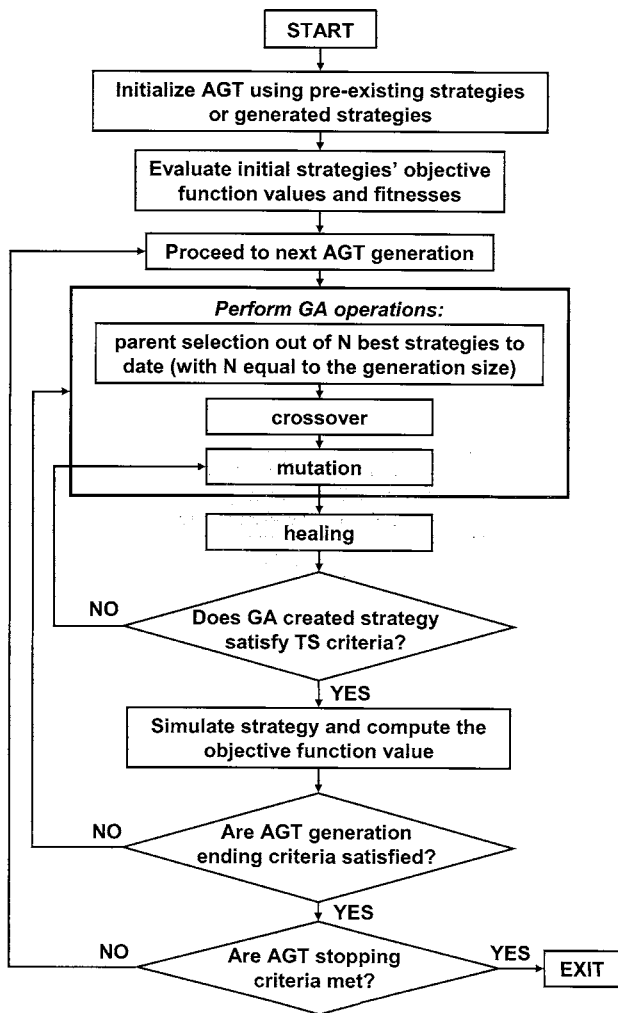 START
Initialize AGT using pre-existing strategies
or generated strategies
Evaluate initial strategies' objective
function values and fitnesses
Proceed to next AGT generation
Perform GA operations:
parent selection out of N best strategies to
date (with N equal to the generation size)
crossover
mutation
healing
NO
Does GA created strategy
satisfy TS criteria?
YES
Simulate strategy and compute the
objective function value
NO
Are AGT generation
ending criteria satisfied?
YES
NO
Are AGT stopping
criteria met?
YES
EXIT